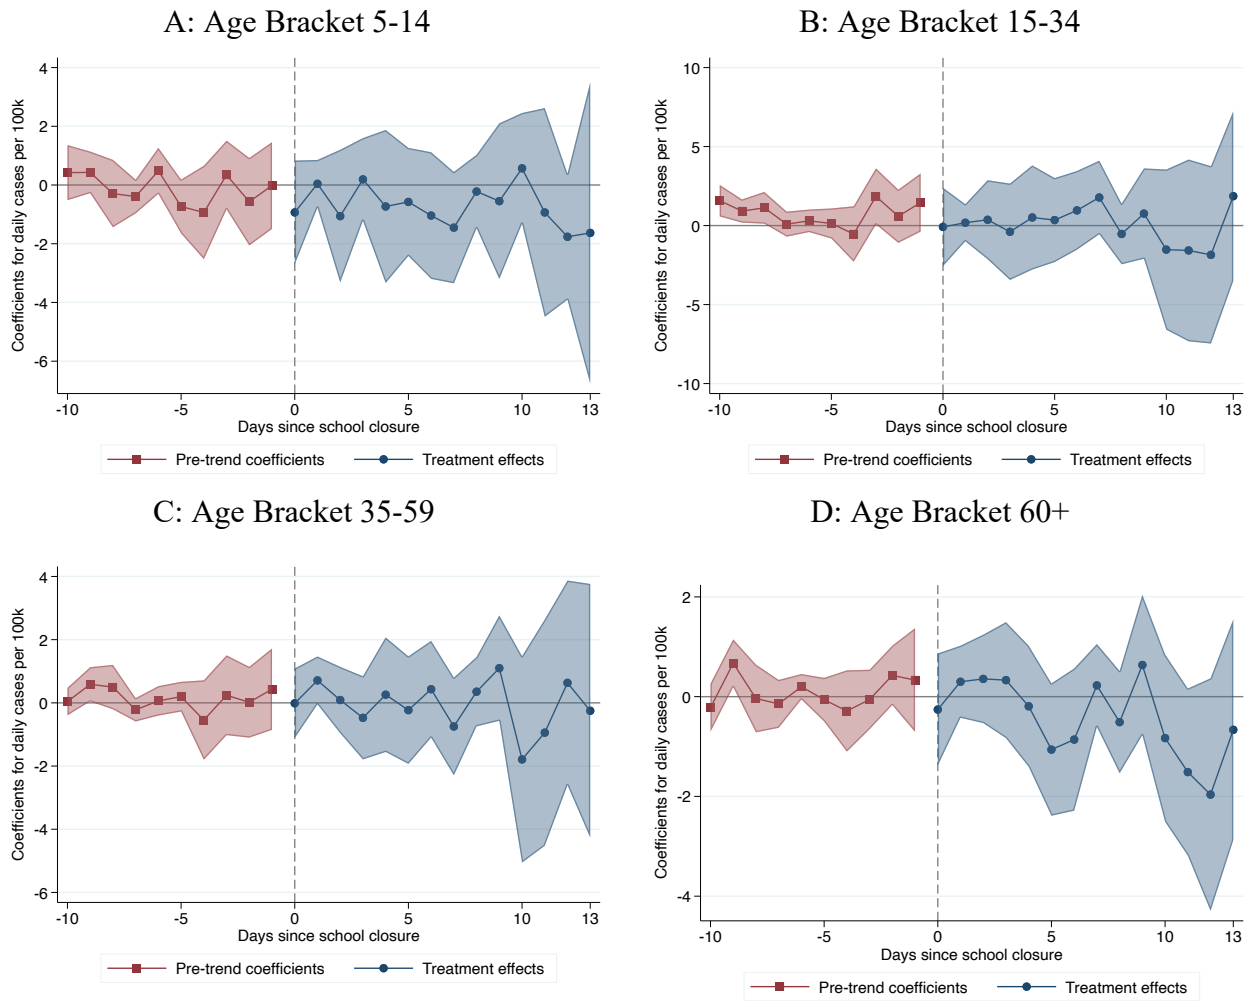 A: Age Bracket 5-14
Coefficients for daily cases per 100k
4
2
0
-2
-4
-6
-10 -5 0 5 10 13
Days since school closure
Pre-trend coefficients Treatment effects
B: Age Bracket 15-34
Coefficients for daily cases per 100k
10
5
0
-5
-10
-10 -5 0 5 10 13
Days since school closure
Pre-trend coefficients Treatment effects
C: Age Bracket 35-59
Coefficients for daily cases per 100k
4
2
0
-2
-4
-6
-10 -5 0 5 10 13
Days since school closure
Pre-trend coefficients Treatment effects
D: Age Bracket 60+
Coefficients for daily cases per 100k
2
0
-2
-4
-10 -5 0 5 10 13
Days since school closure
Pre-trend coefficients Treatment effects